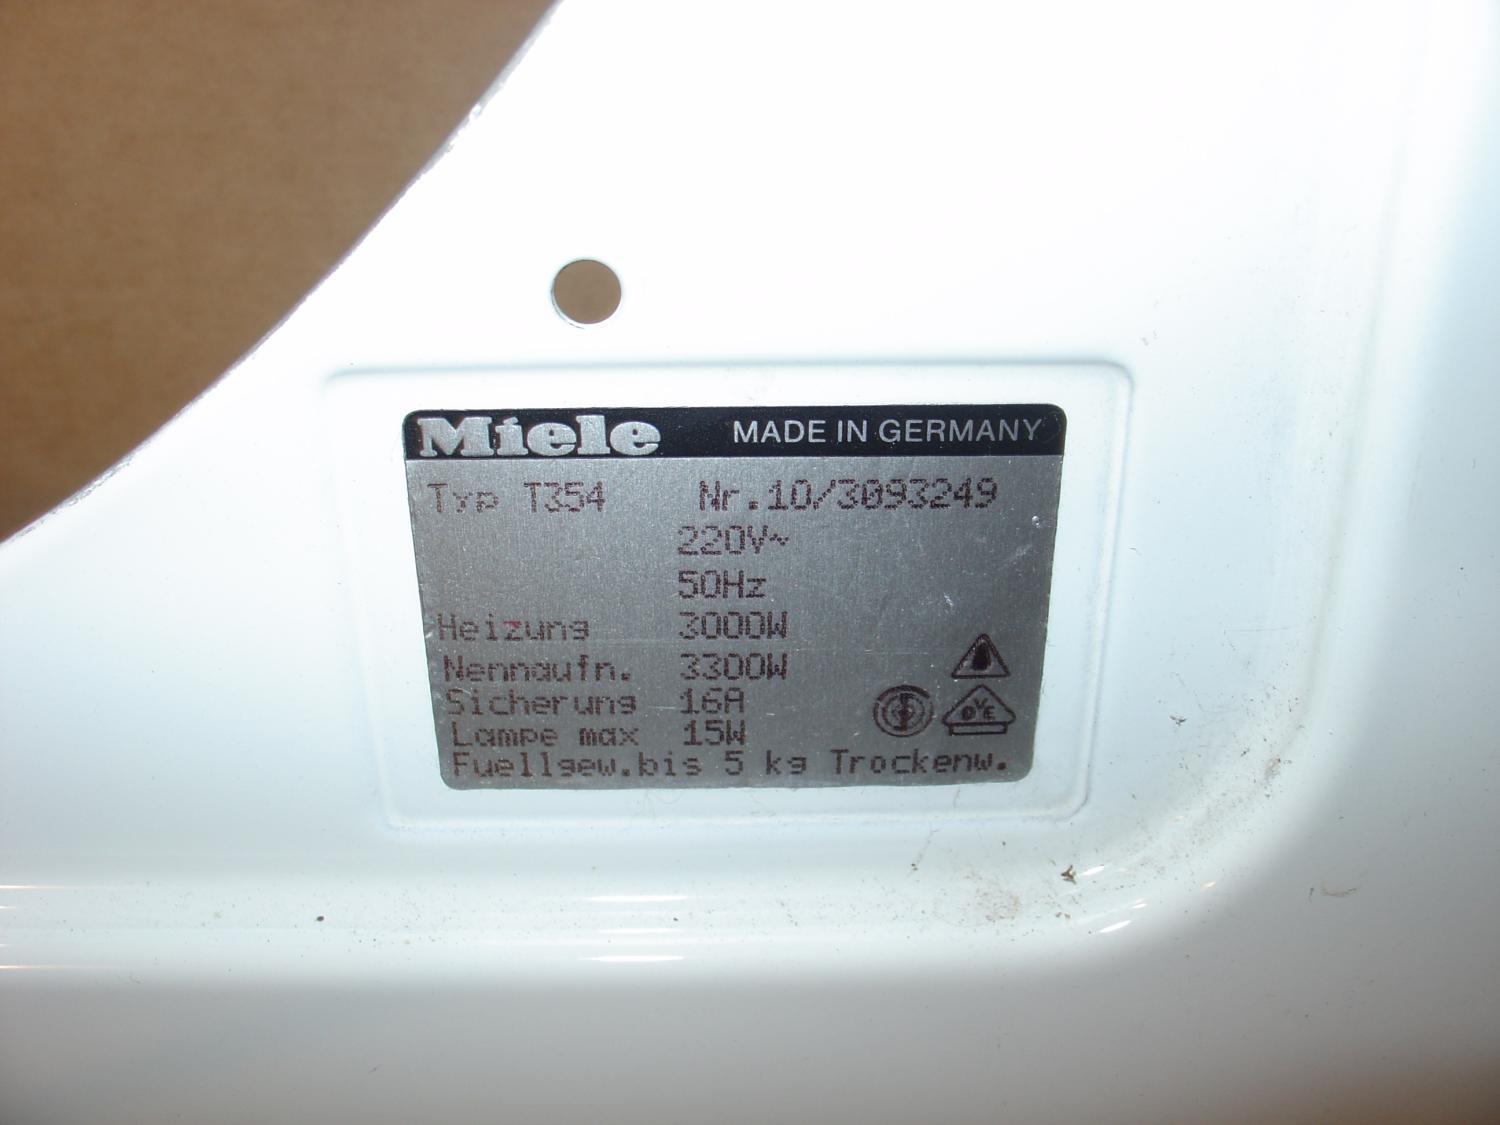 Miele MADE IN GERMANY
Typ T354 Nr.10/3093249
220V~
50Hz
Heizung 3000W
Nennaufn. 3300W
Sicherung 16A
Lampe max 15W
Fuellgew.bis 5 kg Trockenw.
DVE